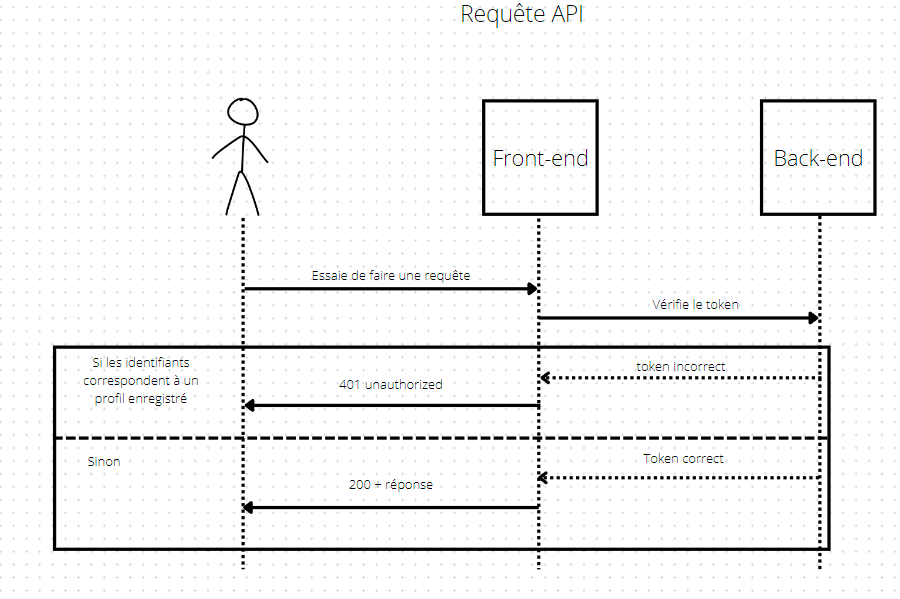 Requête API
Front-end
Back-end
Essaie de faire une requête
Vérifie le token
Si les identifiants
correspondent à un
profil enregistré
token Incorrect
401 unauthorized
Sinon
Token correct
200 + réponse